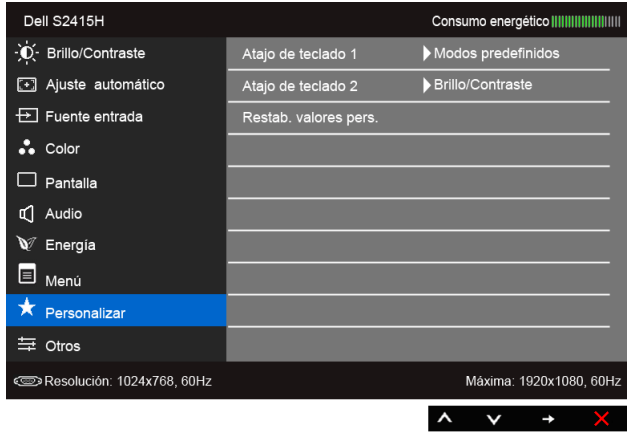 Dell S2415H Consumo energético
Brillo/Contraste Atajo de teclado 1 Modos predefinidos
Ajuste automático Atajo de teclado 2 Brillo/Contraste
Fuente entrada Restab. valores pers.
Color
Pantalla
Audio
Energía
Menú
Personalizar
Otros
Resolución: 1024x768, 60Hz Máxima: 1920x1080, 60Hz